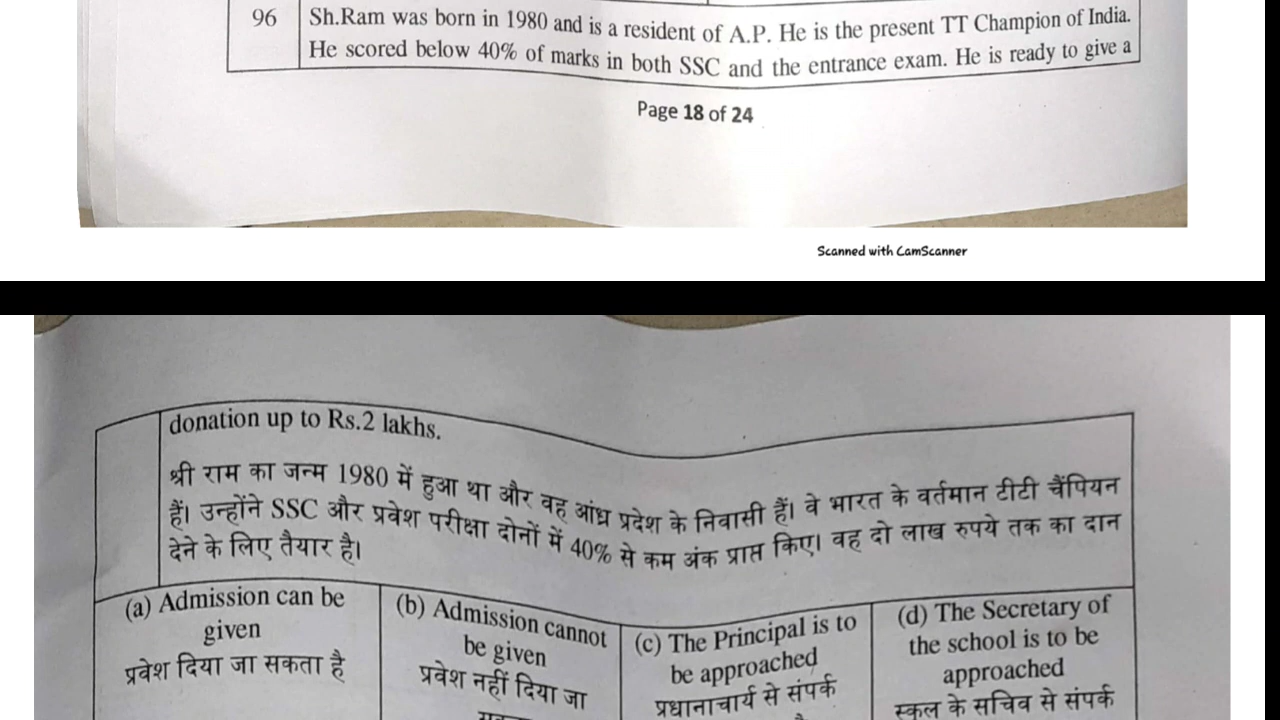 96
Sh.Ram was born in 1980 and is a resident of A.P. He is the present TT Champion of India.
He scored below 40% of marks in both SSC and the entrance exam. He is ready to give a
Page 18 of 24
Scanned with CamScanner
donation up to Rs.2 lakhs.
श्री राम का जन्म 1980 में हुआ था और वह आंध्र प्रदेश के निवासी हैं। वे भारत के वर्तमान टीटी चैंपियन
हैं। उन्होंने SSC और प्रवेश परीक्षा दोनों में 40% से कम अंक प्राप्त किए। वह दो लाख रुपये तक का दान
देने के लिए तैयार है।
(a) Admission can be
given
प्रवेश दिया जा सकता है
(b) Admission cannot
be given
प्रवेश नहीं दिया जा
(c) The Principal is to
be approached
प्रधानाचार्य से संपर्क
(d) The Secretary of
the school is to be
approached
स्कूल के सचिव से संपर्क